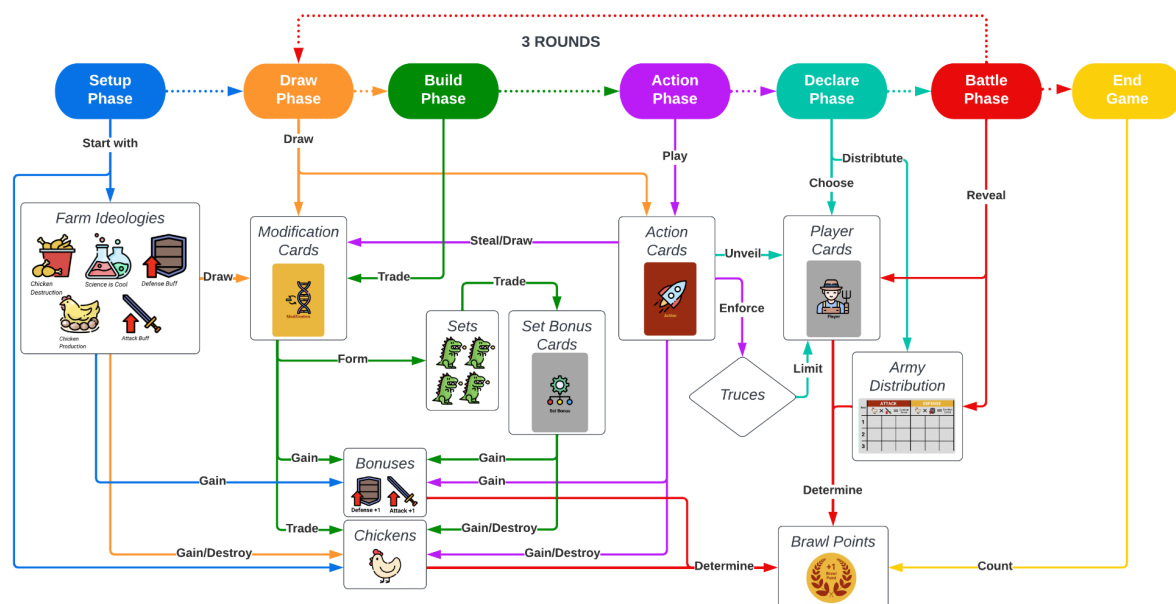 3 ROUNDS
Setup
Phase
Draw
Phase
Build
Phase
Action
Phase
Declare
Phase
Battle
Phase
End
Game
Start with
Draw
Play
Distribtute
Choose
Reveal
Farm Ideologies
Chicken
Destruction
Science is Cool
Defense Buff
Chicken
Production
Attack Buff
Draw
Modification
Cards
Modification
Steal/Draw
Trade
Action
Cards
Action
Unveil
Enforce
Player
Cards
Player
Trade
Sets
Set Bonus
Cards
Set Bonus
Form
Truces
Limit
Army
Distribution
ATTACK
DEFENSE
1
2
3
Gain
Gain
Gain
Gain
Bonuses
Defense +1
Attack +1
Determine
Trade
Gain/Destroy
Chickens
Gain/Destroy
Gain/Destroy
Determine
Brawl Points
+1
Brawl
Point
Count